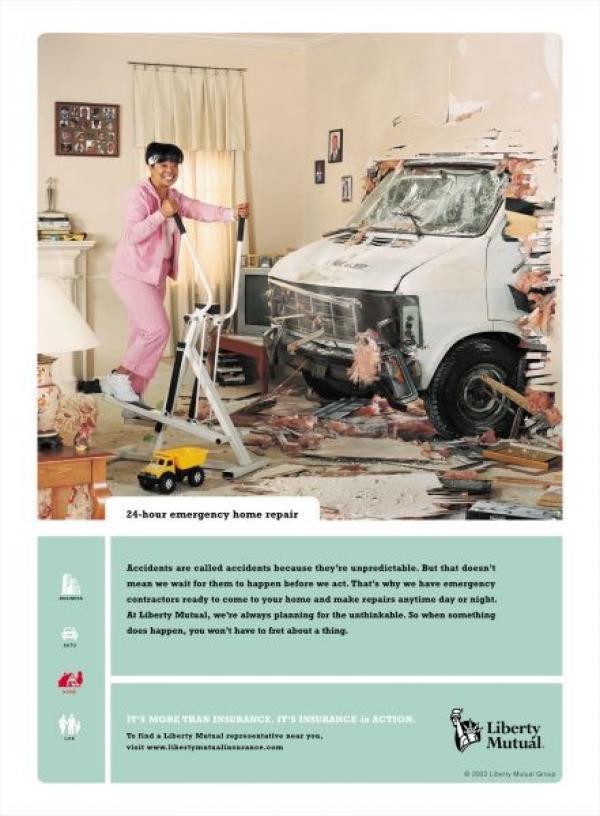 24-hour emergency home repair
Accidents are called accidents because they're unpredictable. But that doesn't
mean we wait for them to happen before we act. That's why we have emergency
contractors ready to come to your home and make repairs anytime day or night.
At Liberty Mutual, we're always planning for the unthinkable. So when something
does happen, you won't have to fret about a thing.
BUSINESS
AUTO
HOME
LIFE
IT'S MORE THAN INSURANCE. IT'S INSURANCE in ACTION.
To find a Liberty Mutual representative near you,
visit www.libertymutualinsurance.com
Liberty
Mutual
© 2003 Liberty Mutual Group